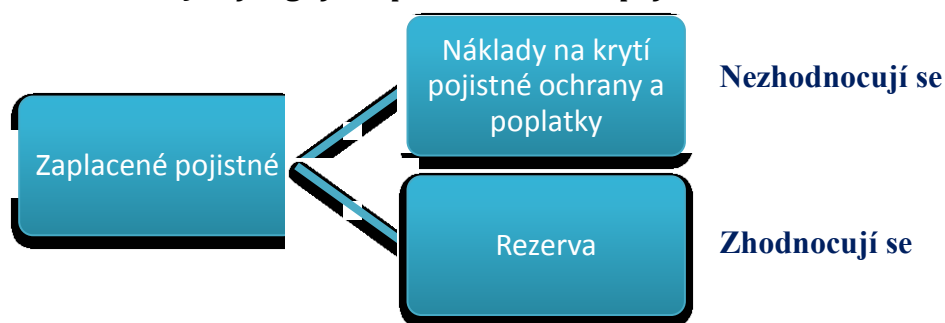 Náklady na krytí
pojistné ochrany a
poplatky
Nezhodnocují se
Zaplacené pojistné
Rezerva
Zhodnocují se